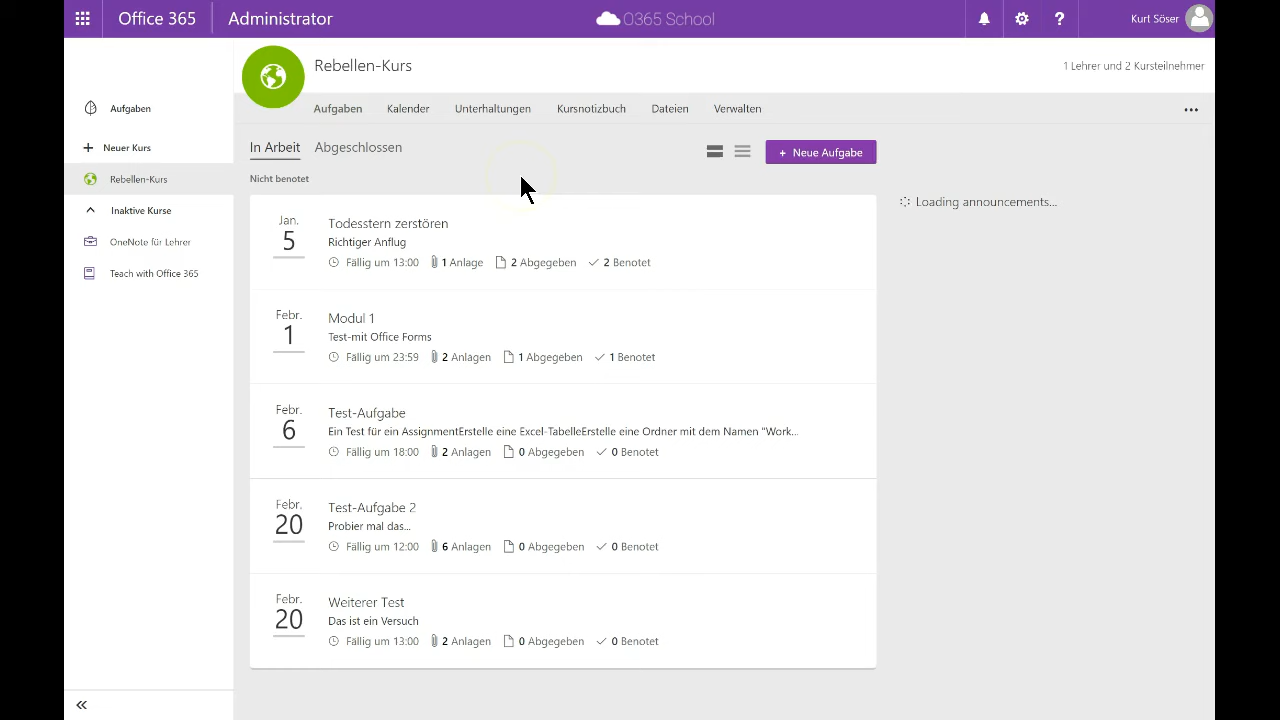 Office 365
Administrator
O365 School
?
Kurt Söser
Rebellen-Kurs
1 Lehrer und 2 Kursteilnehmer
Aufgaben
Kalender
Unterhaltungen
Kursnotizbuch
Dateien
Verwalten
Aufgaben
+ Neuer Kurs
Rebellen-Kurs
Inaktive Kurse
OneNote für Lehrer
Teach with Office 365
In Arbeit
Abgeschlossen
+ Neue Aufgabe
Nicht benotet
Loading announcements...
Jan.
5
Todesstern zerstören
Richtiger Anflug
Fällig um 13:00 1 Anlage 2 Abgegeben 2 Benotet
Febr.
1
Modul 1
Test-mit Office Forms
Fällig um 23:59 2 Anlagen 1 Abgegeben 1 Benotet
Febr.
6
Test-Aufgabe
Ein Test für ein AssignmentErstelle eine Excel-TabelleErstelle eine Ordner mit dem Namen "Work...
Fällig um 18:00 2 Anlagen 0 Abgegeben 0 Benotet
Febr.
20
Test-Aufgabe 2
Probier mal das...
Fällig um 12:00 6 Anlagen 0 Abgegeben 0 Benotet
Febr.
20
Weiterer Test
Das ist ein Versuch
Fällig um 13:00 2 Anlagen 0 Abgegeben 0 Benotet